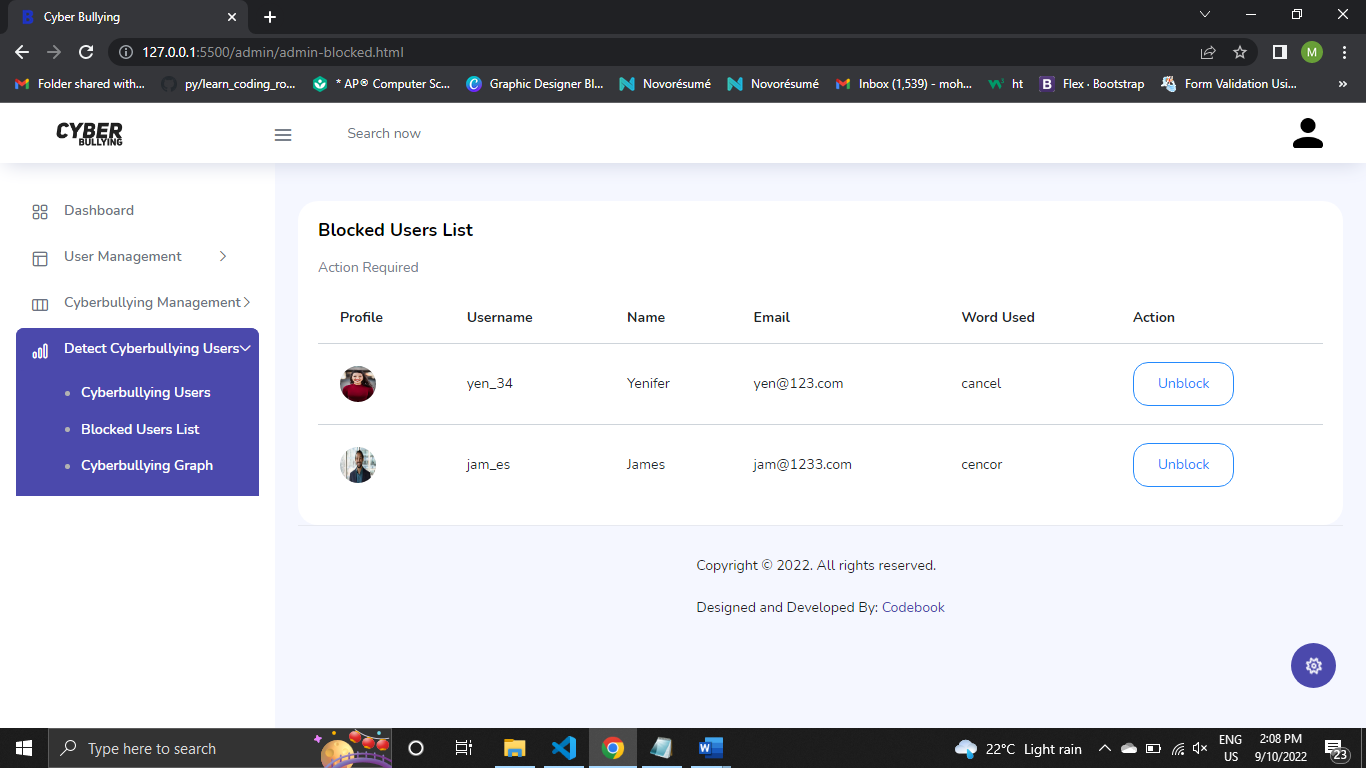 Cyber Bullying
127.0.0.1:5500/admin/admin-blocked.html
M
Folder shared with... py/learn_coding_ro... * AP® Computer Sc... Graphic Designer Bl... Novorésumé Novorésumé Inbox (1,539) - moh... ht Flex · Bootstrap Form Validation Usi... »
CYBER
BULLYING
Search now
Dashboard
User Management
Cyberbullying Management
Detect Cyberbullying Users
Cyberbullying Users
Blocked Users List
Cyberbullying Graph
Blocked Users List
Action Required
Profile Username Name Email Word Used Action
yen_34 Yenifer yen@123.com cancel Unblock
jam_es James jam@1233.com cencor Unblock
Copyright © 2022. All rights reserved.
Designed and Developed By: Codebook
Type here to search
22°C Light rain
ENG
US
2:08 PM
9/10/2022
23